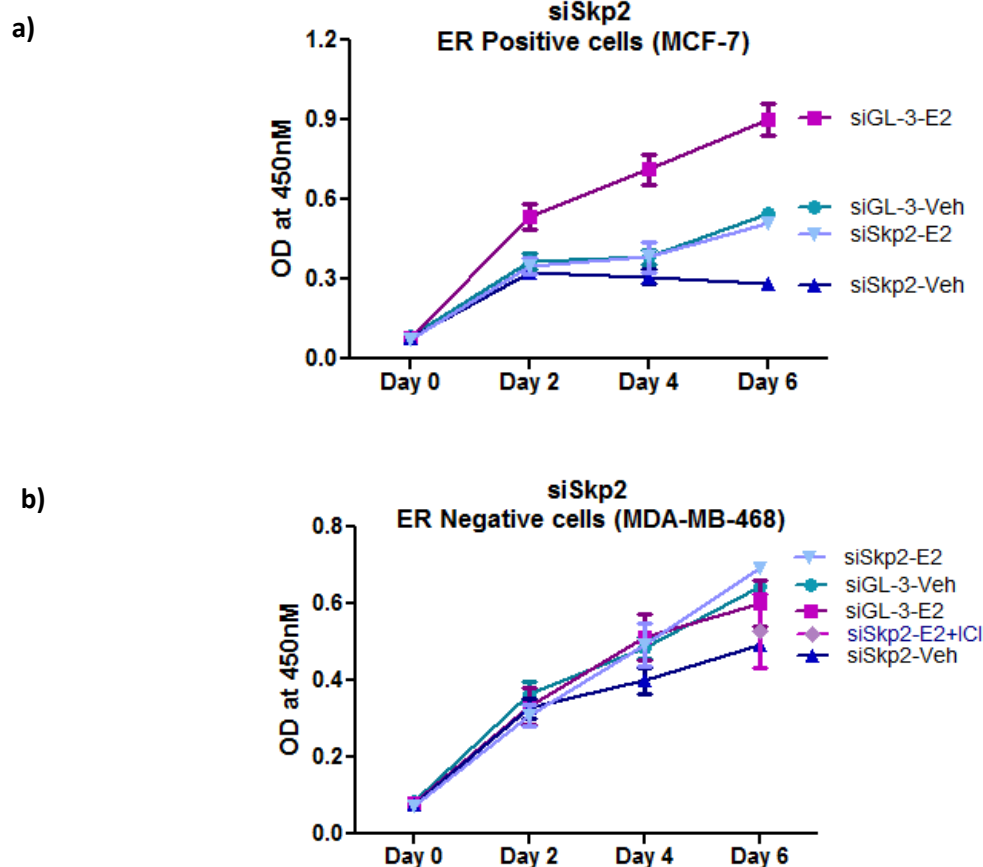 a)
siSkp2
ER Positive cells (MCF-7)
1.2
0.9
0.6
0.3
0.0
OD at 450nM
Day 0 Day 2 Day 4 Day 6
siGL-3-E2
siGL-3-Veh
siSkp2-E2
siSkp2-Veh
b)
siSkp2
ER Negative cells (MDA-MB-468)
0.8
0.6
0.4
0.2
0.0
OD at 450nM
Day 0 Day 2 Day 4 Day 6
siSkp2-E2
siGL-3-Veh
siGL-3-E2
siSkp2-E2+ICI
siSkp2-Veh